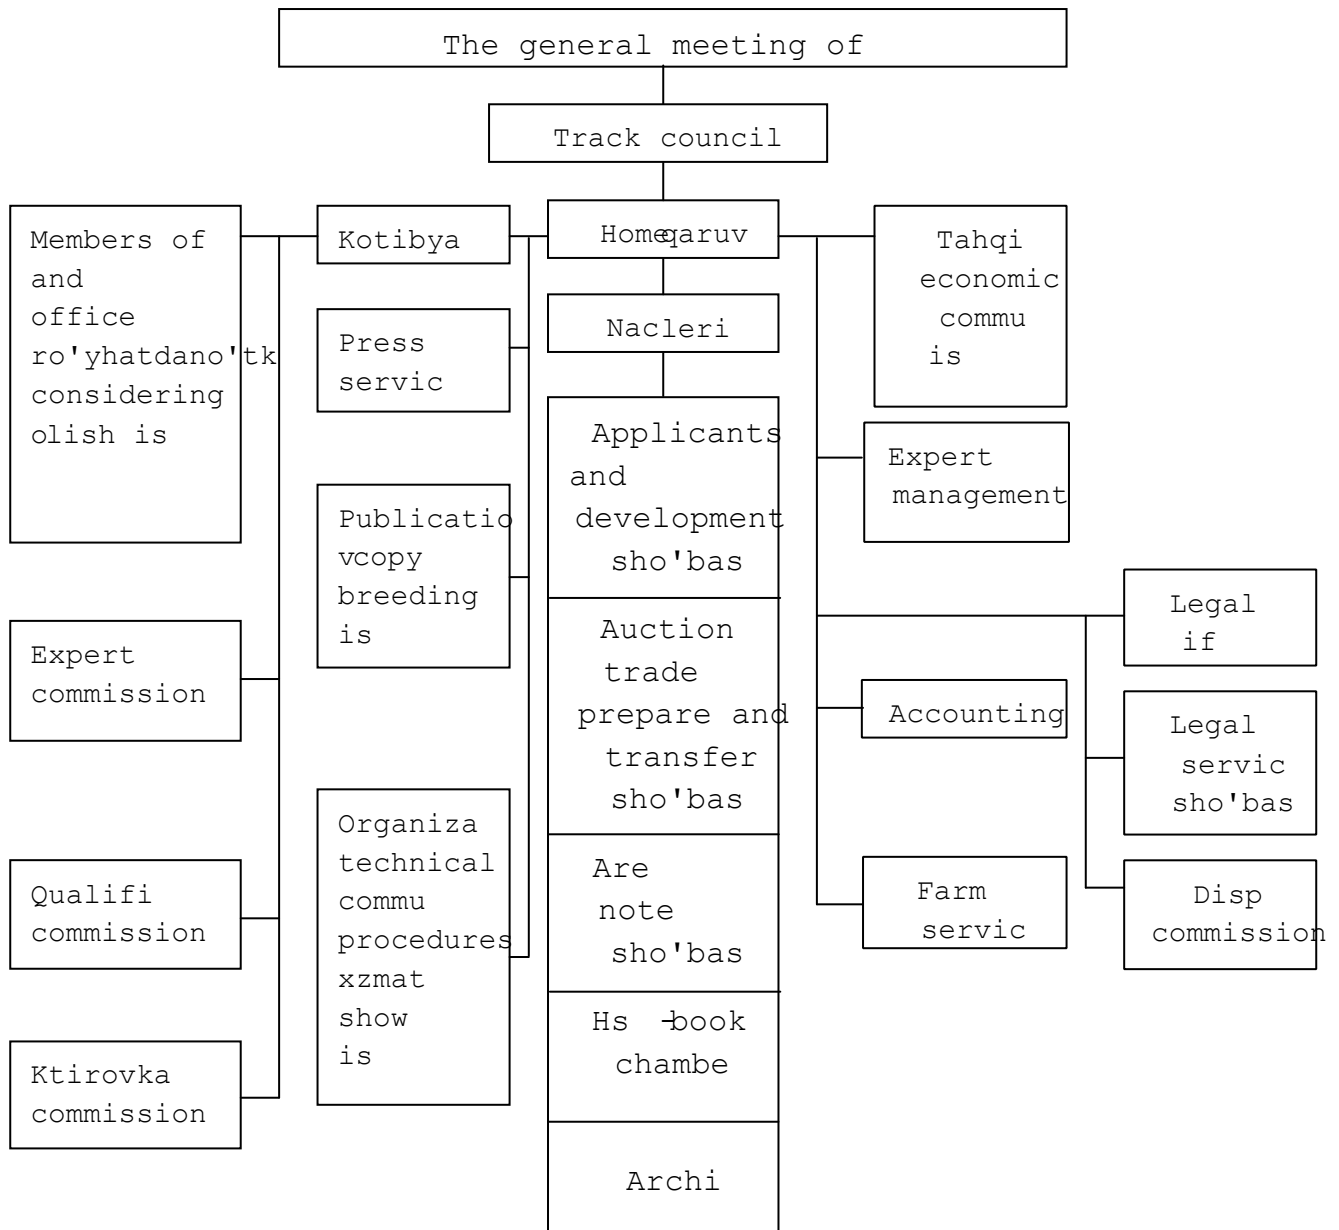 The general meeting of
Track council
Members of
and
office
ro'yhatdano'tk
considering
olish is
Expert
commission
Qualifi
commission
Ktirovka
commission
Kotibya
Press
servic
Publicatio
vcopy
breeding
is
Organiza
technical
commu
procedures
xzmat
show
is
Homeqaruv
Nacleri
Applicants
and
development
sho'bas
Auction
trade
prepare and
transfer
sho'bas
Are
note
sho'bas
Hs -book
chambe
Archi
Tahqi
economic
commu
is
Expert
management
Accounting
Farm
servic
Legal
if
Legal
servic
sho'bas
Disp
commission